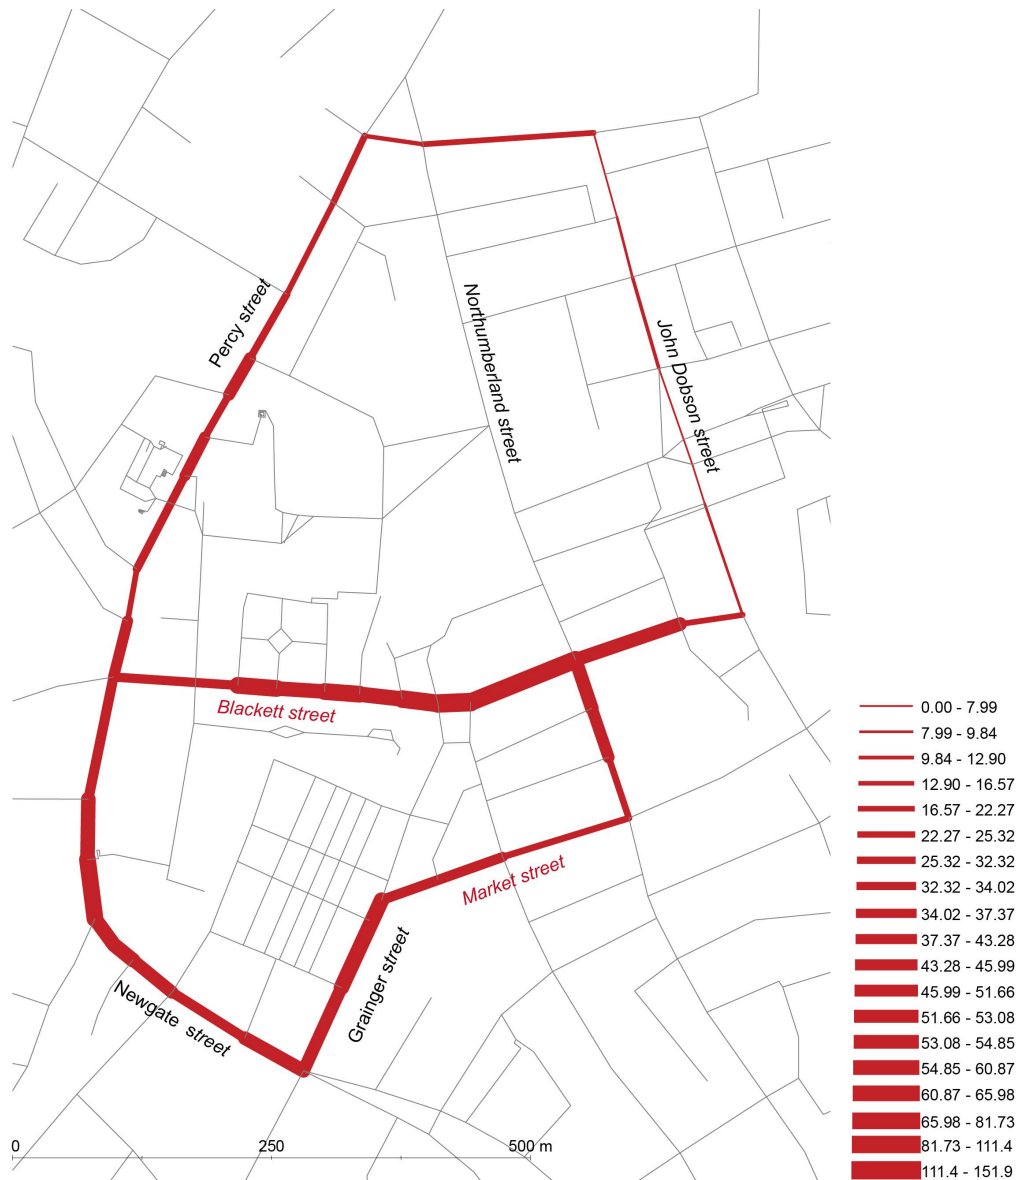 Percy street
Northumberland street
John Dobson street
Blackett street
Market street
Grainger street
Newgate street
0 250 500 m
0.00 - 7.99
7.99 - 9.84
9.84 - 12.90
12.90 - 16.57
16.57 - 22.27
22.27 - 25.32
25.32 - 32.32
32.32 - 34.02
34.02 - 37.37
37.37 - 43.28
43.28 - 45.99
45.99 - 51.66
51.66 - 53.08
53.08 - 54.85
54.85 - 60.87
60.87 - 65.98
65.98 - 81.73
81.73 - 111.4
111.4 - 151.9